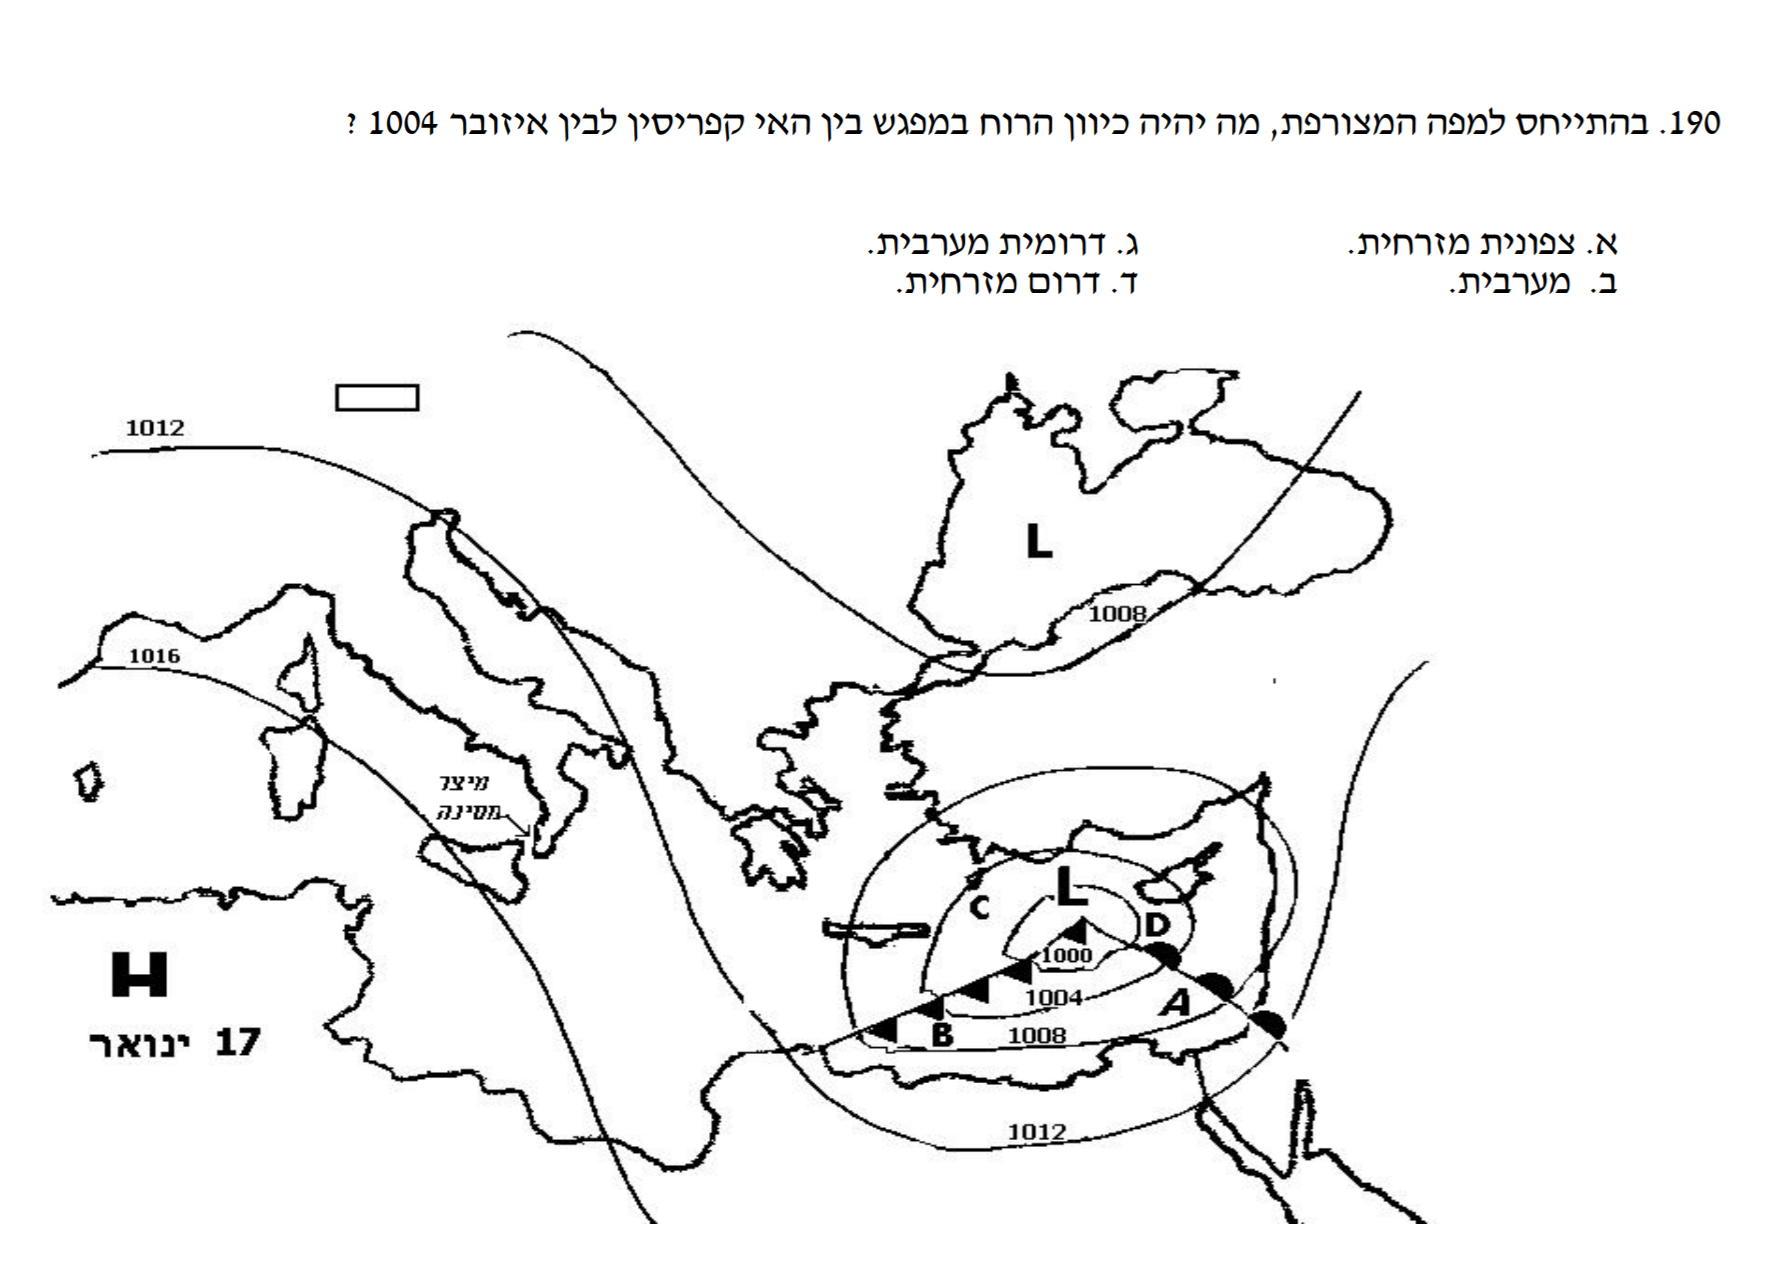 190. בהתייחס למפה המצורפת, מה יהיה כיוון הרוח במפגש בין האי קפריסין לבין איזובר 1004 ?
א. צפונית מזרחית.
ג. דרומית מערבית.
ב. מערבית.
ד. דרום מזרחית.
1012
L
1008
1016
מיצר
מסינה
L
C
D
H
1000
1004
A
17 ינואר
B
1008
1012